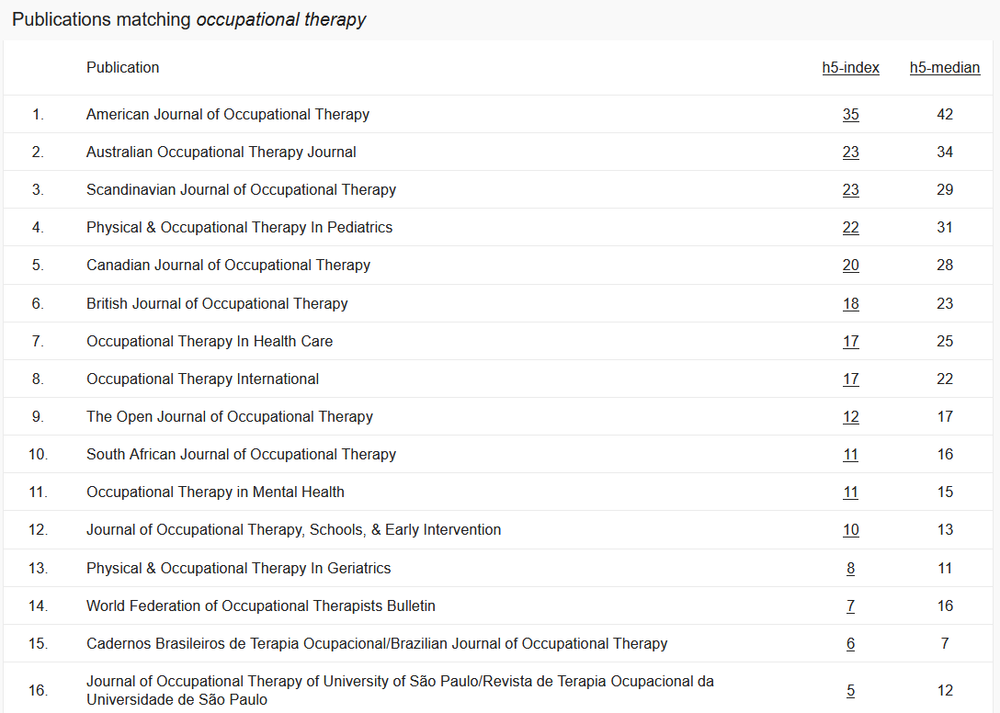 Publications matching occupational therapy
Publication h5-index h5-median
1. American Journal of Occupational Therapy 35 42
2. Australian Occupational Therapy Journal 23 34
3. Scandinavian Journal of Occupational Therapy 23 29
4. Physical & Occupational Therapy In Pediatrics 22 31
5. Canadian Journal of Occupational Therapy 20 28
6. British Journal of Occupational Therapy 18 23
7. Occupational Therapy In Health Care 17 25
8. Occupational Therapy International 17 22
9. The Open Journal of Occupational Therapy 12 17
10. South African Journal of Occupational Therapy 11 16
11. Occupational Therapy in Mental Health 11 15
12. Journal of Occupational Therapy, Schools, & Early Intervention 10 13
13. Physical & Occupational Therapy In Geriatrics 8 11
14. World Federation of Occupational Therapists Bulletin 7 16
15. Cadernos Brasileiros de Terapia Ocupacional/Brazilian Journal of Occupational Therapy 6 7
16. Journal of Occupational Therapy of University of São Paulo/Revista de Terapia Ocupacional da
Universidade de São Paulo 5 12